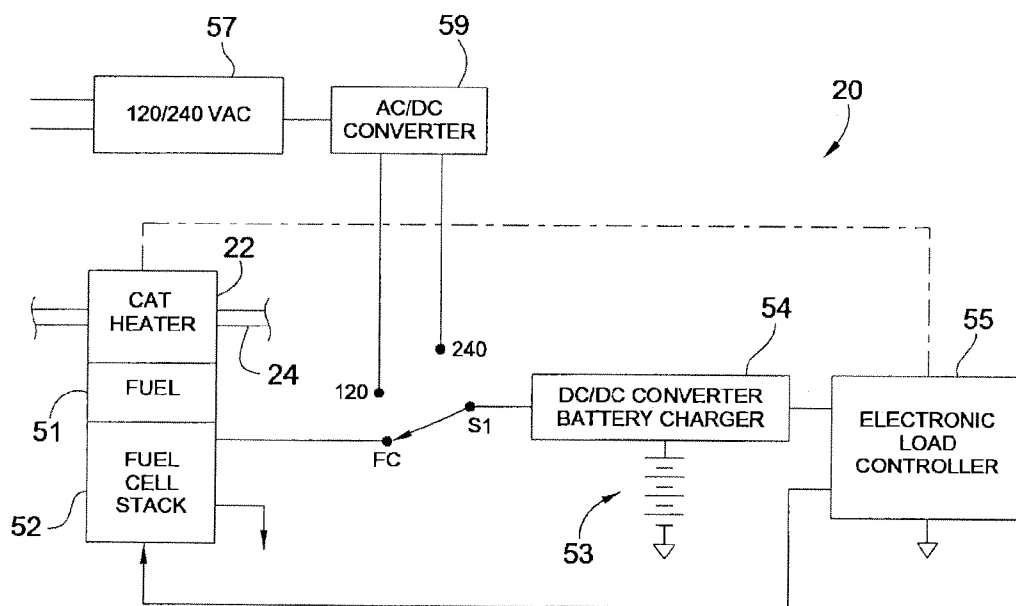 57
59
120/240 VAC
AC/DC
CONVERTER
20
22
CAT
HEATER
24
240
120
54
55
FUEL
51
DC/DC CONVERTER
BATTERY CHARGER
S1
FC
ELECTRONIC
LOAD
CONTROLLER
FUEL
CELL
STACK
52
53